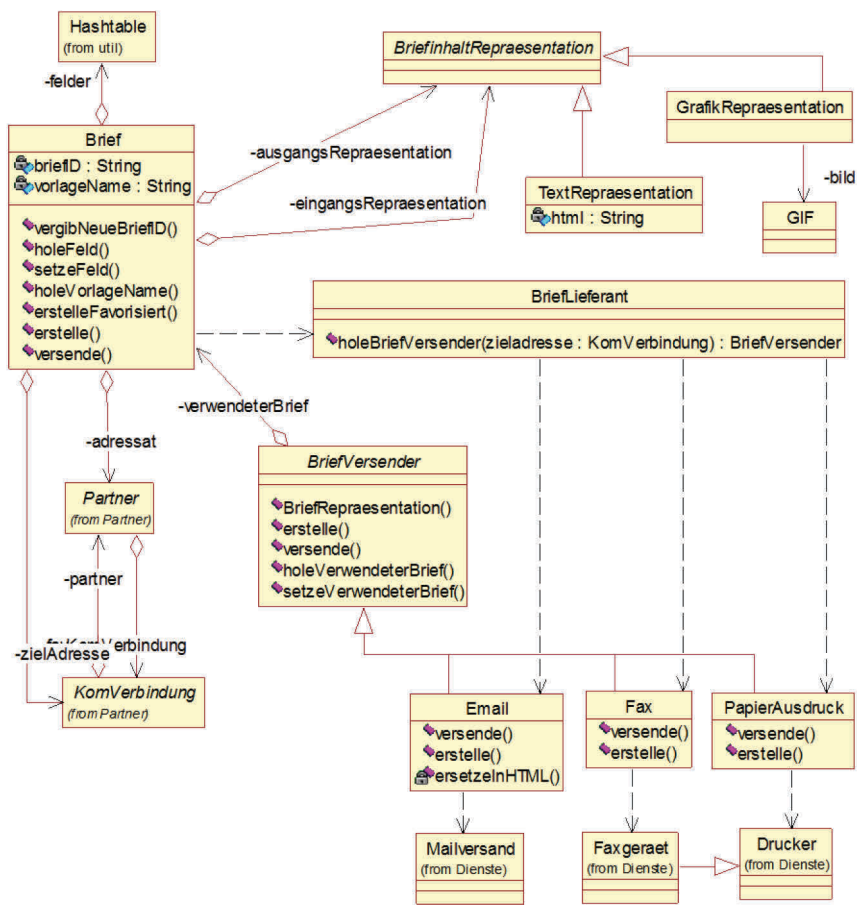 Hashtable
(from util)
-felder
Brief
briefID : String
vorlageName : String
vergibNeueBriefID()
holeFeld()
setzeFeld()
holeVorlageName()
erstelleFavorisiert()
erstelle()
versende()
BriefinhaltRepraesentation
-ausgangsRepraesentation
-eingangsRepraesentation
GrafikRepraesentation
-bild
GIF
TextRepraesentation
html : String
BriefLieferant
holeBriefVersender(zieladresse : KomVerbindung) : BriefVersender
-verwendeterBrief
BriefVersender
BriefRepraesentation()
erstelle()
versende()
holeVerwendeterBrief()
setzeVerwendeterBrief()
-adressat
Partner
(from Partner)
-partner
-zielAdresse
KomVerbindung
(from Partner)
Email
versende()
erstelle()
ersetzeInHTML()
Fax
versende()
erstelle()
PapierAusdruck
versende()
erstelle()
Mailversand
(from Dienste)
Faxgeraet
(from Dienste)
Drucker
(from Dienste)